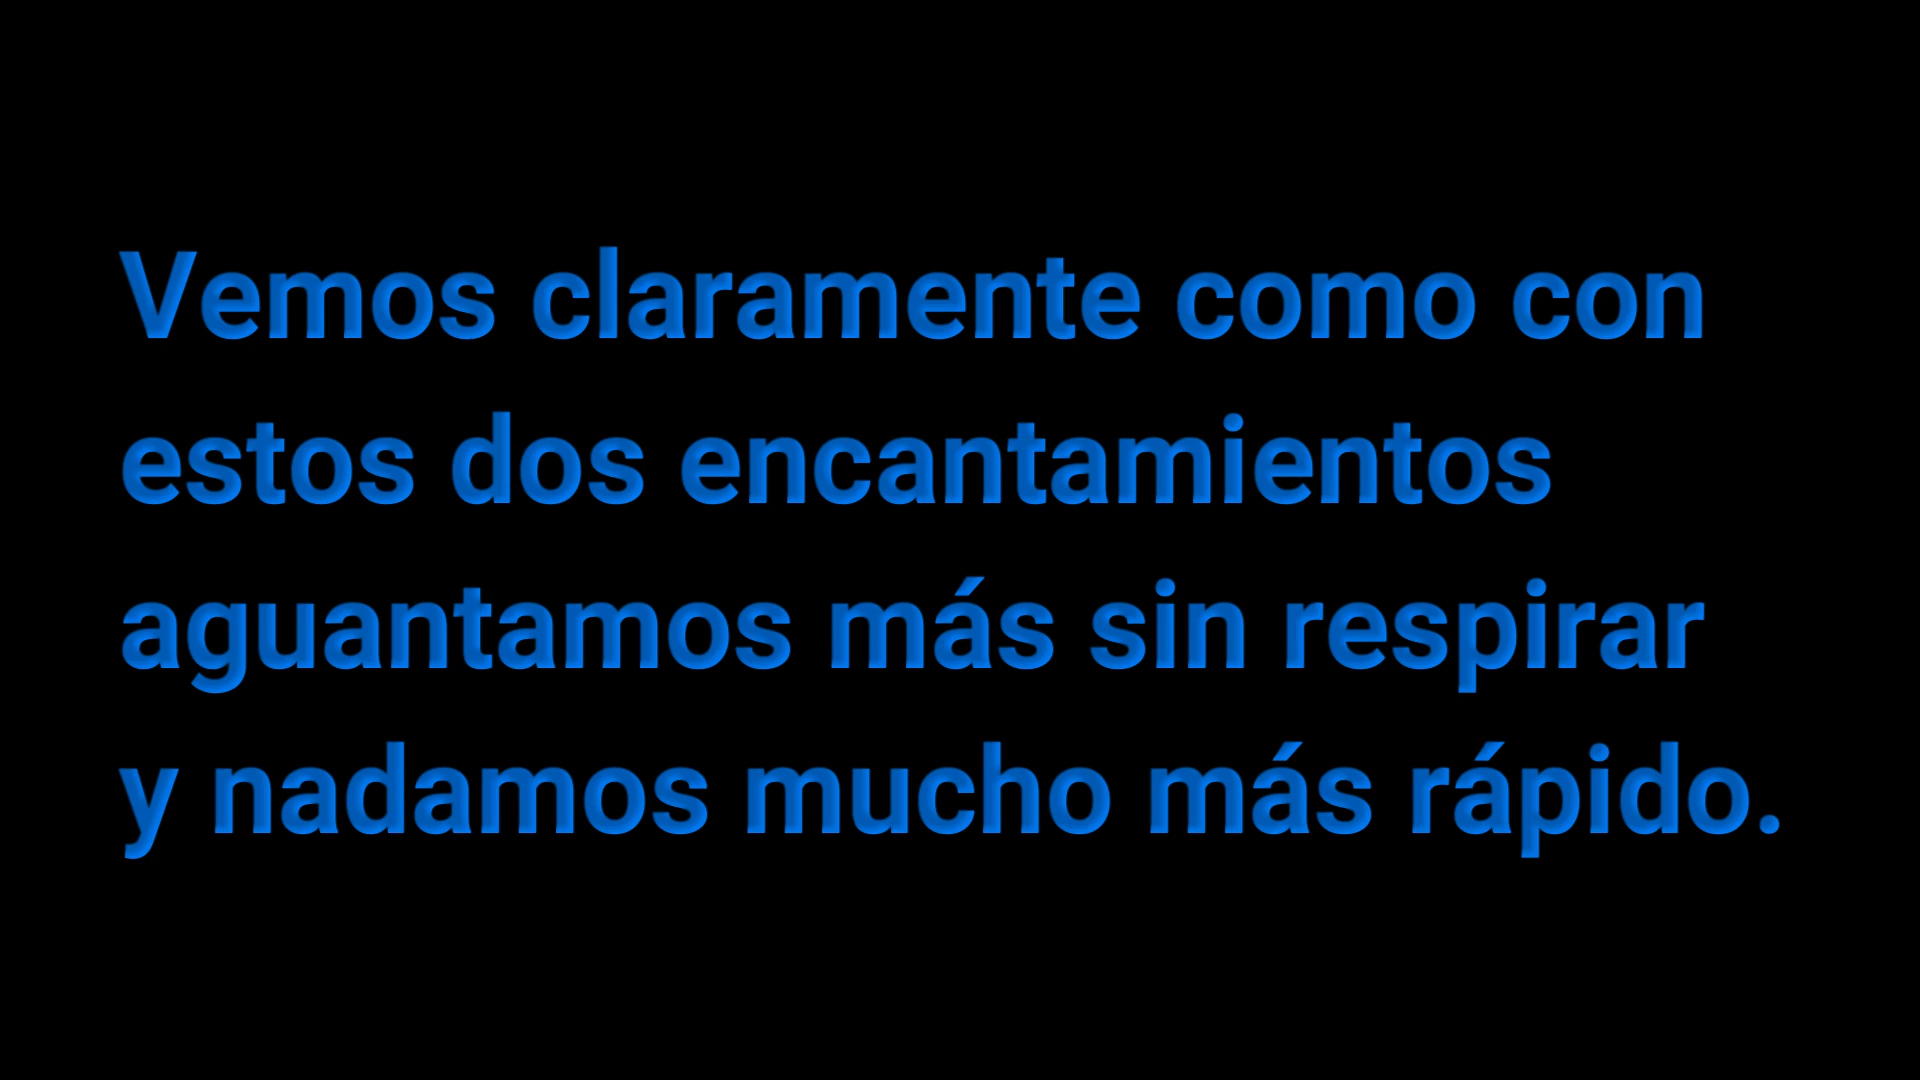 Vemos claramente como con
estos dos encantamientos
aguantamos más sin respirar
y nadamos mucho más rápido.